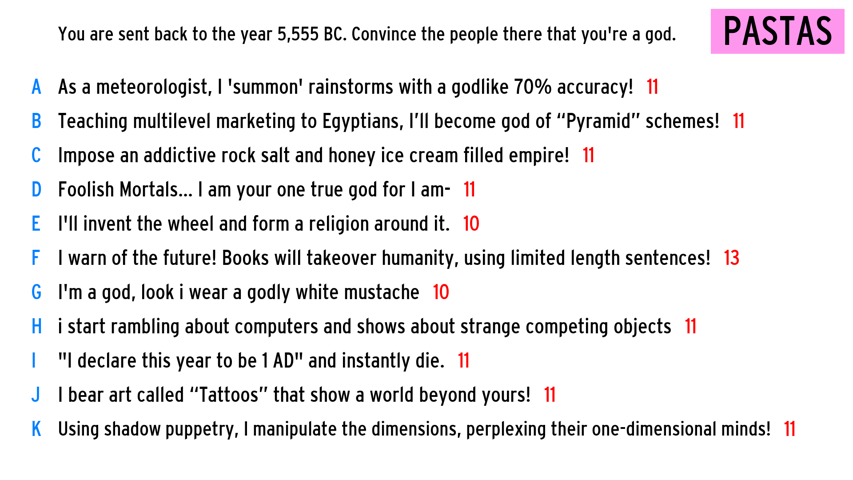 You are sent back to the year 5,555 BC. Convince the people there that you're a god.
PASTAS
A As a meteorologist, I 'summon' rainstorms with a godlike 70% accuracy! 11
B Teaching multilevel marketing to Egyptians, I’ll become god of “Pyramid” schemes! 11
C Impose an addictive rock salt and honey ice cream filled empire! 11
D Foolish Mortals... I am your one true god for I am- 11
E I'll invent the wheel and form a religion around it. 10
F I warn of the future! Books will takeover humanity, using limited length sentences! 13
G I'm a god, look i wear a godly white mustache 10
H i start rambling about computers and shows about strange competing objects 11
I "I declare this year to be 1 AD" and instantly die. 11
J I bear art called “Tattoos” that show a world beyond yours! 11
K Using shadow puppetry, I manipulate the dimensions, perplexing their one-dimensional minds! 11